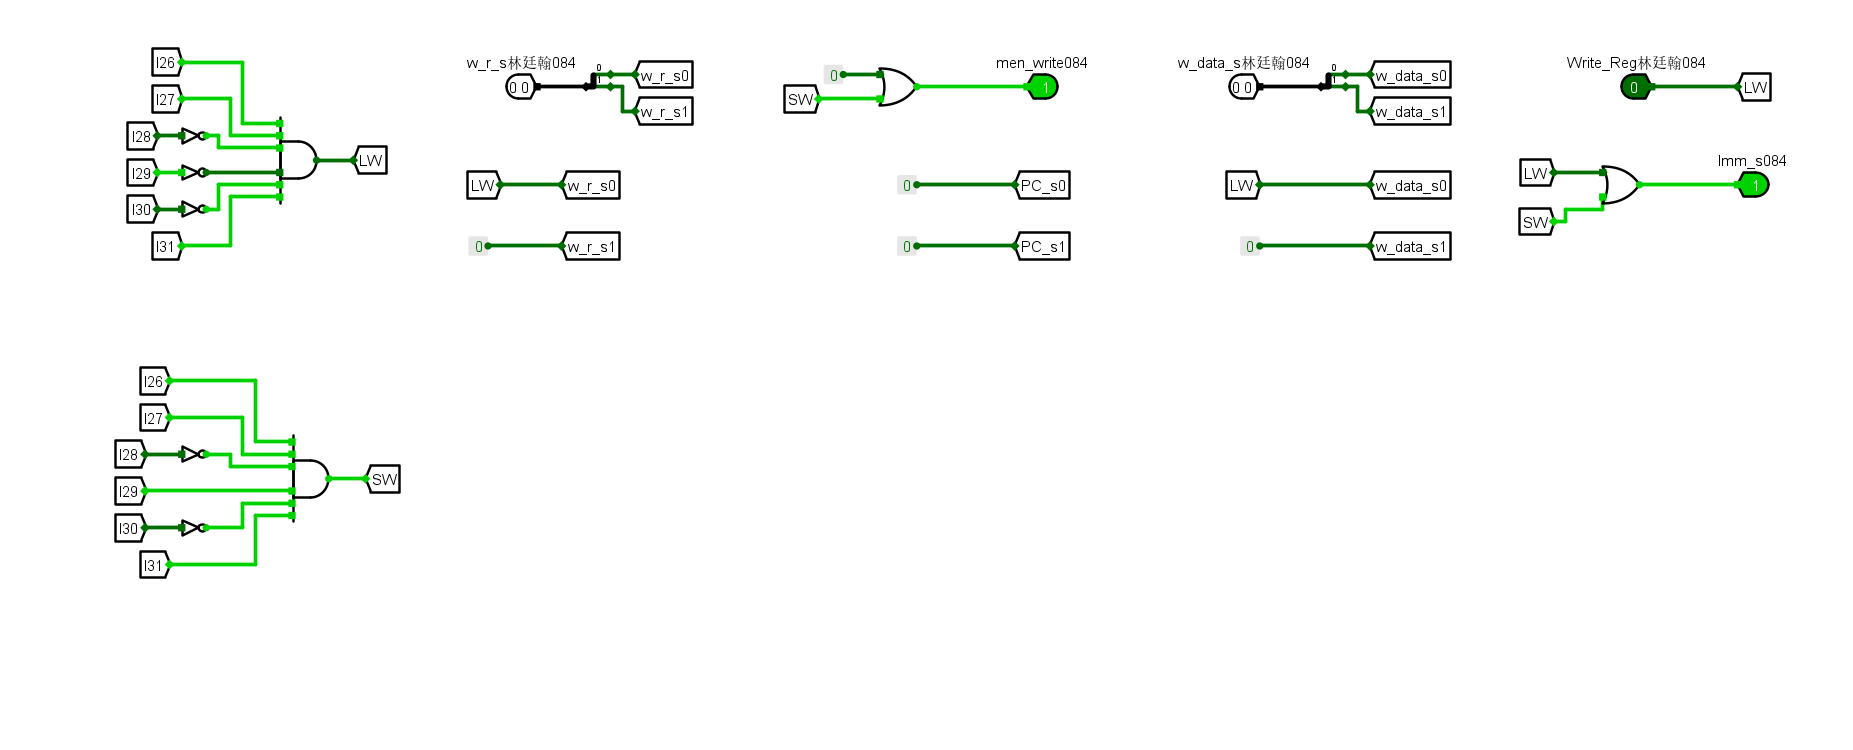 I26
I27
I28
I29
I30
I31
LW
w_r_s林廷翰084
0 0
0
1
w_r_s0
w_r_s1
LW
w_r_s0
0
w_r_s1
men_write084
0
SW
1
0
PC_s0
0
PC_s1
w_data_s林廷翰084
0 0
0
1
w_data_s0
w_data_s1
LW
w_data_s0
0
w_data_s1
Write_Reg林廷翰084
0
LW
Imm_s084
LW
SW
1
I26
I27
I28
I29
I30
I31
SW